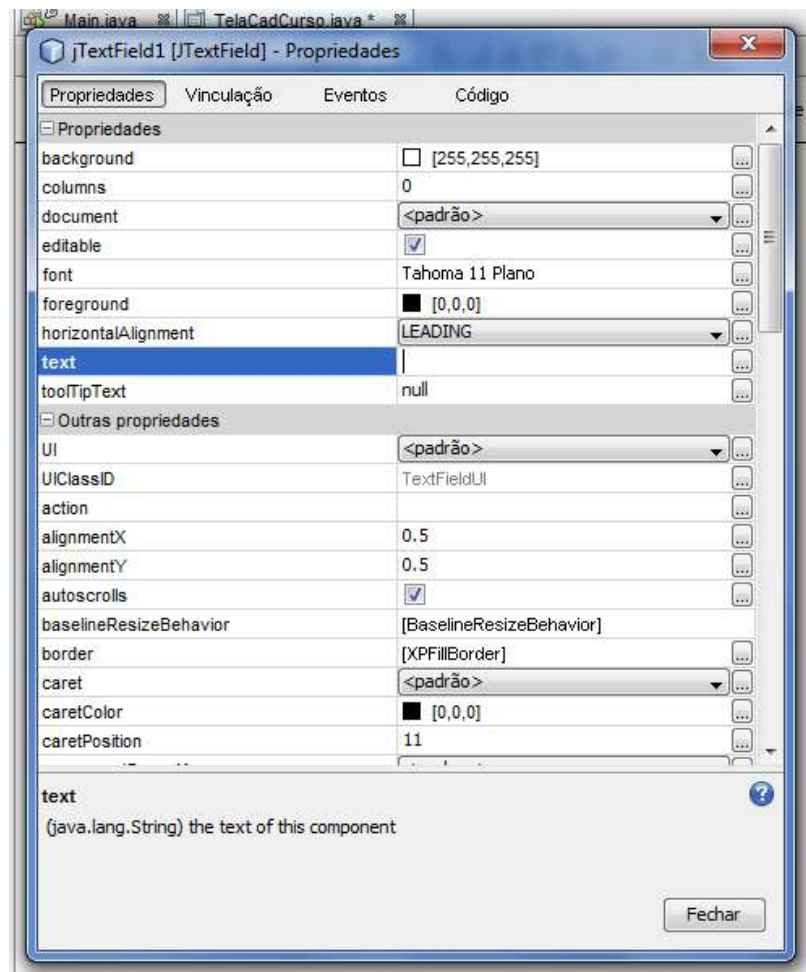 Main.java TelaCadCurso.java *
jTextField1 [JTextField] - Propriedades
Propriedades Vinculação Eventos Código
Propriedades
background [255,255,255] ...
columns 0 ...
document <padrão> ...
editable ...
font Tahoma 11 Plano ...
foreground [0,0,0] ...
horizontalAlignment LEADING ...
text ...
toolTipText null ...
Outras propriedades
UI <padrão> ...
UIClassID TextFieldUI ...
action ...
alignmentX 0.5 ...
alignmentY 0.5 ...
autoscrolls ...
baselineResizeBehavior [BaselineResizeBehavior]
border [XPFillBorder] ...
caret <padrão> ...
caretColor [0,0,0] ...
caretPosition 11 ...
text
(java.lang.String) the text of this component
Fechar